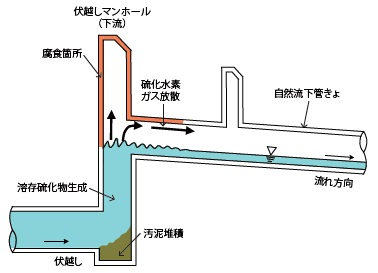 伏越しマンホール
（下流）
腐食箇所
硫化水素
ガス放散
自然流下管きょ
溶存硫化物生成
流れ方向
汚泥堆積
伏越し